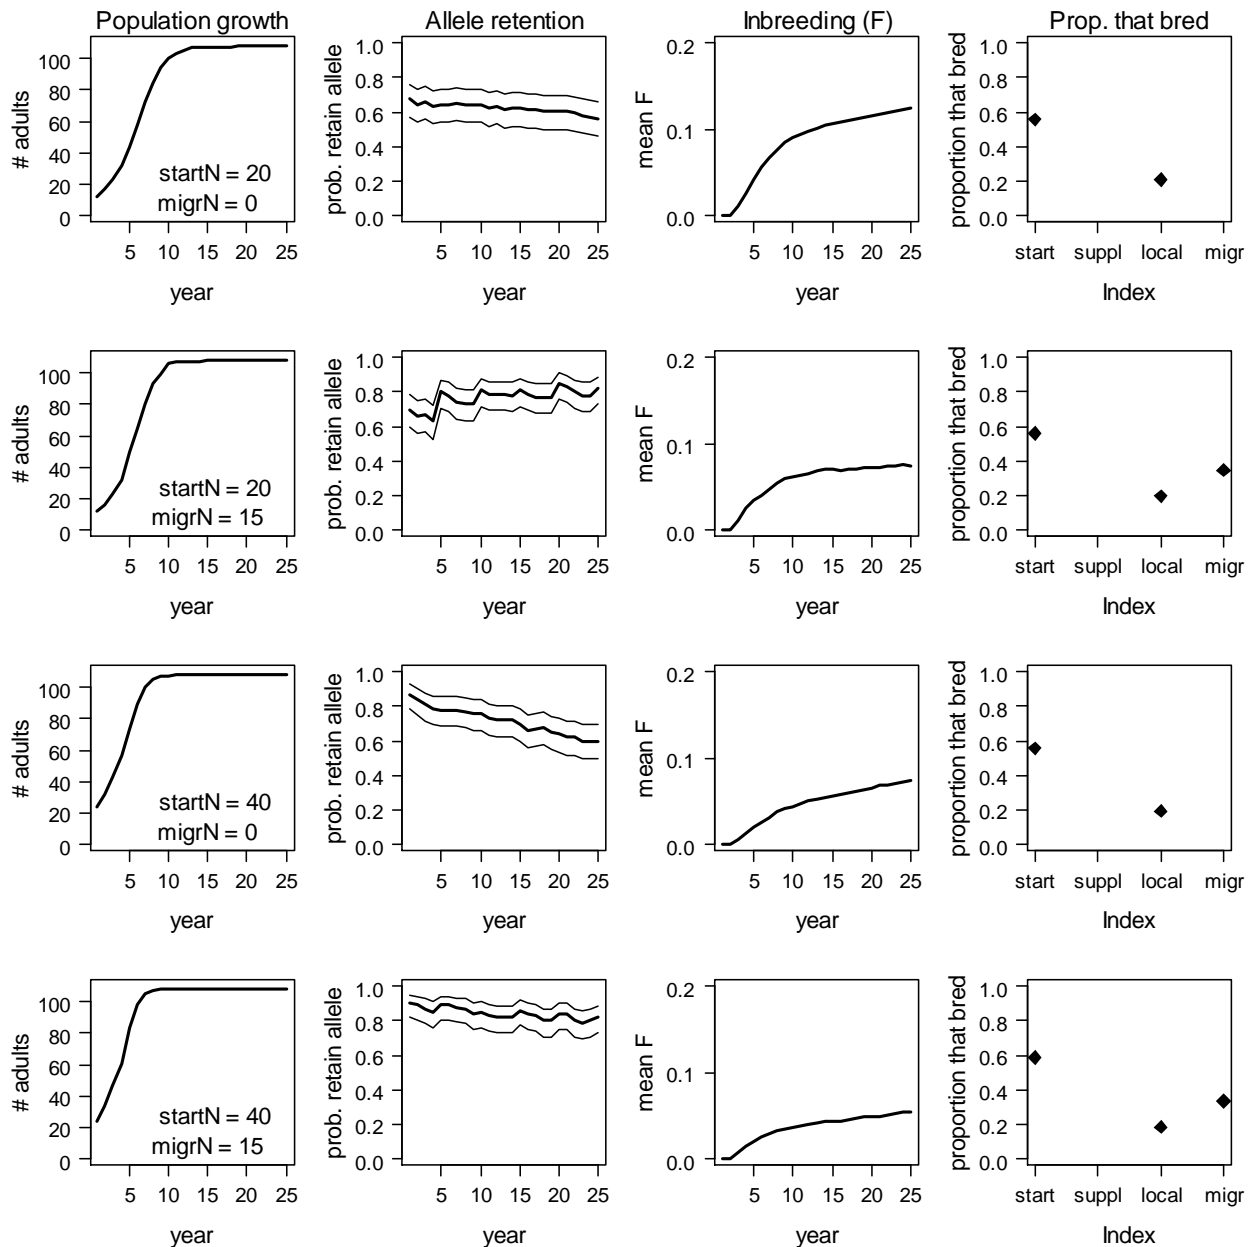 Population growth
Allele retention
Inbreeding (F)
Prop. that bred
# adults
100
80
60
40
20
0
startN = 20
migrN = 0
5 10 15 20 25
year
prob. retain allele
1.0
0.8
0.6
0.4
0.2
0.0
5 10 15 20 25
year
mean F
0.2
0.1
0.0
5 10 15 20 25
year
proportion that bred
1.0
0.8
0.6
0.4
0.2
0.0
start suppl local migr
Index
# adults
100
80
60
40
20
0
startN = 20
migrN = 15
5 10 15 20 25
year
prob. retain allele
1.0
0.8
0.6
0.4
0.2
0.0
5 10 15 20 25
year
mean F
0.2
0.1
0.0
5 10 15 20 25
year
proportion that bred
1.0
0.8
0.6
0.4
0.2
0.0
start suppl local migr
Index
# adults
100
80
60
40
20
0
startN = 40
migrN = 0
5 10 15 20 25
year
prob. retain allele
1.0
0.8
0.6
0.4
0.2
0.0
5 10 15 20 25
year
mean F
0.2
0.1
0.0
5 10 15 20 25
year
proportion that bred
1.0
0.8
0.6
0.4
0.2
0.0
start suppl local migr
Index
# adults
100
80
60
40
20
0
startN = 40
migrN = 15
5 10 15 20 25
year
prob. retain allele
1.0
0.8
0.6
0.4
0.2
0.0
5 10 15 20 25
year
mean F
0.2
0.1
0.0
5 10 15 20 25
year
proportion that bred
1.0
0.8
0.6
0.4
0.2
0.0
start suppl local migr
Index